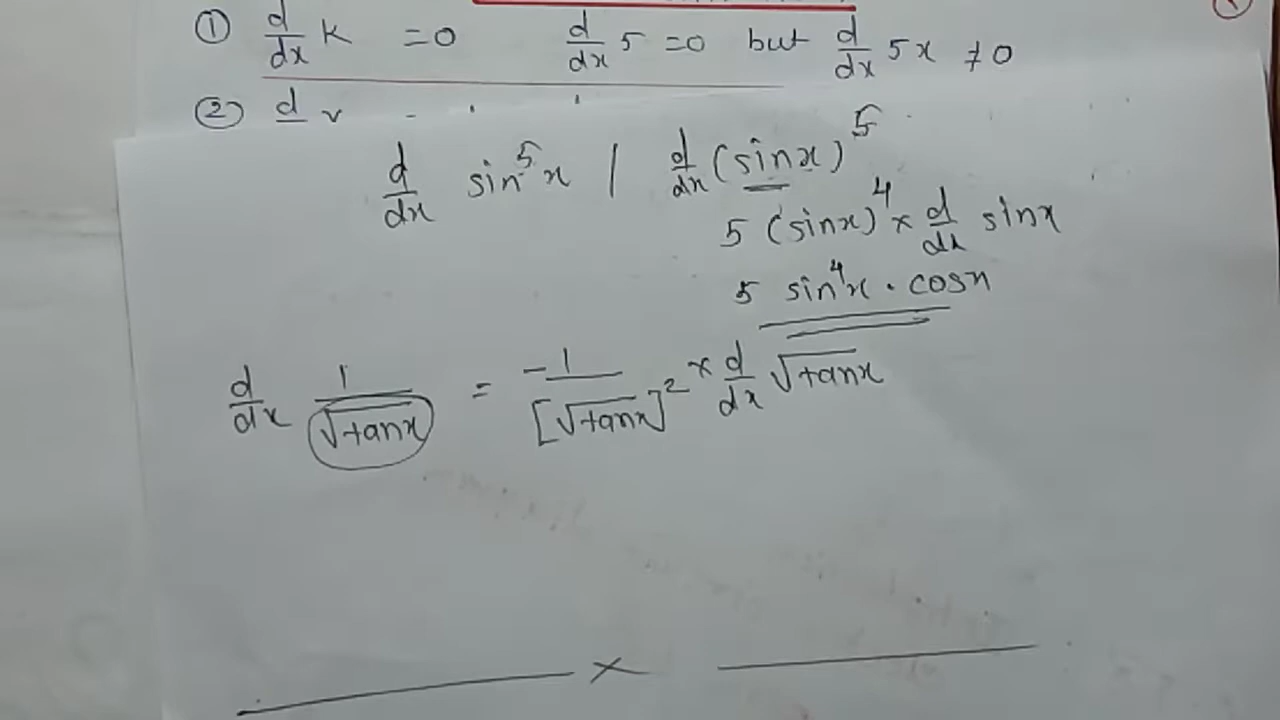 ① d/dx k = 0 d/dx 5 = 0 but d/dx 5x ≠ 0
② d
d/dx sin⁵x | d/dx (sinx)⁵
5 (sinx)⁴ × d/dx sinx
5 sin⁴x · cosx
d/dx 1/√tanx = -1/[√tanx]² × d/dx √tanx
×